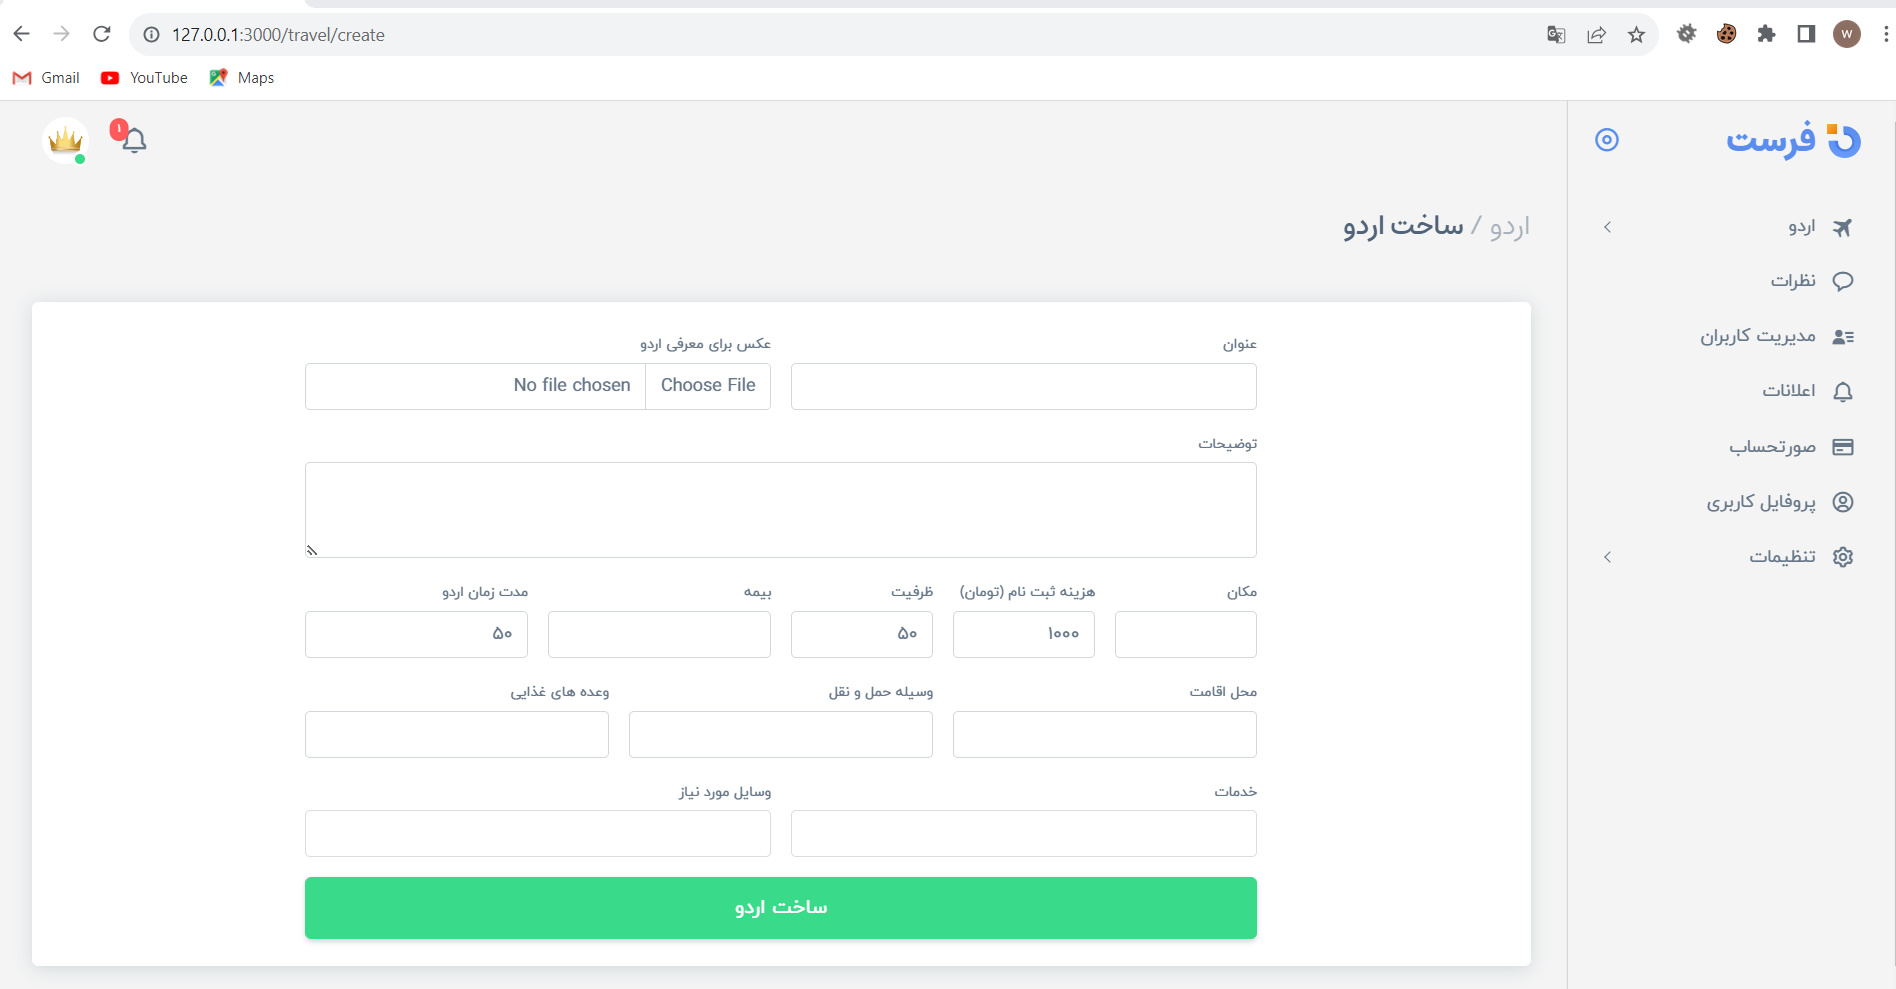 127.0.0.1:3000/travel/create
W
Gmail
YouTube
Maps
فرست
۱
اردو
نظرات
مدیریت کاربران
اعلانات
صورتحساب
پروفایل کاربری
تنظیمات
اردو / ساخت اردو
عنوان
عکس برای معرفی اردو
Choose File
No file chosen
توضیحات
مکان
هزینه ثبت نام (تومان)
ظرفیت
بیمه
مدت زمان اردو
۱۰۰۰
۵۰
۵۰
محل اقامت
وسیله حمل و نقل
وعده های غذایی
خدمات
وسایل مورد نیاز
ساخت اردو